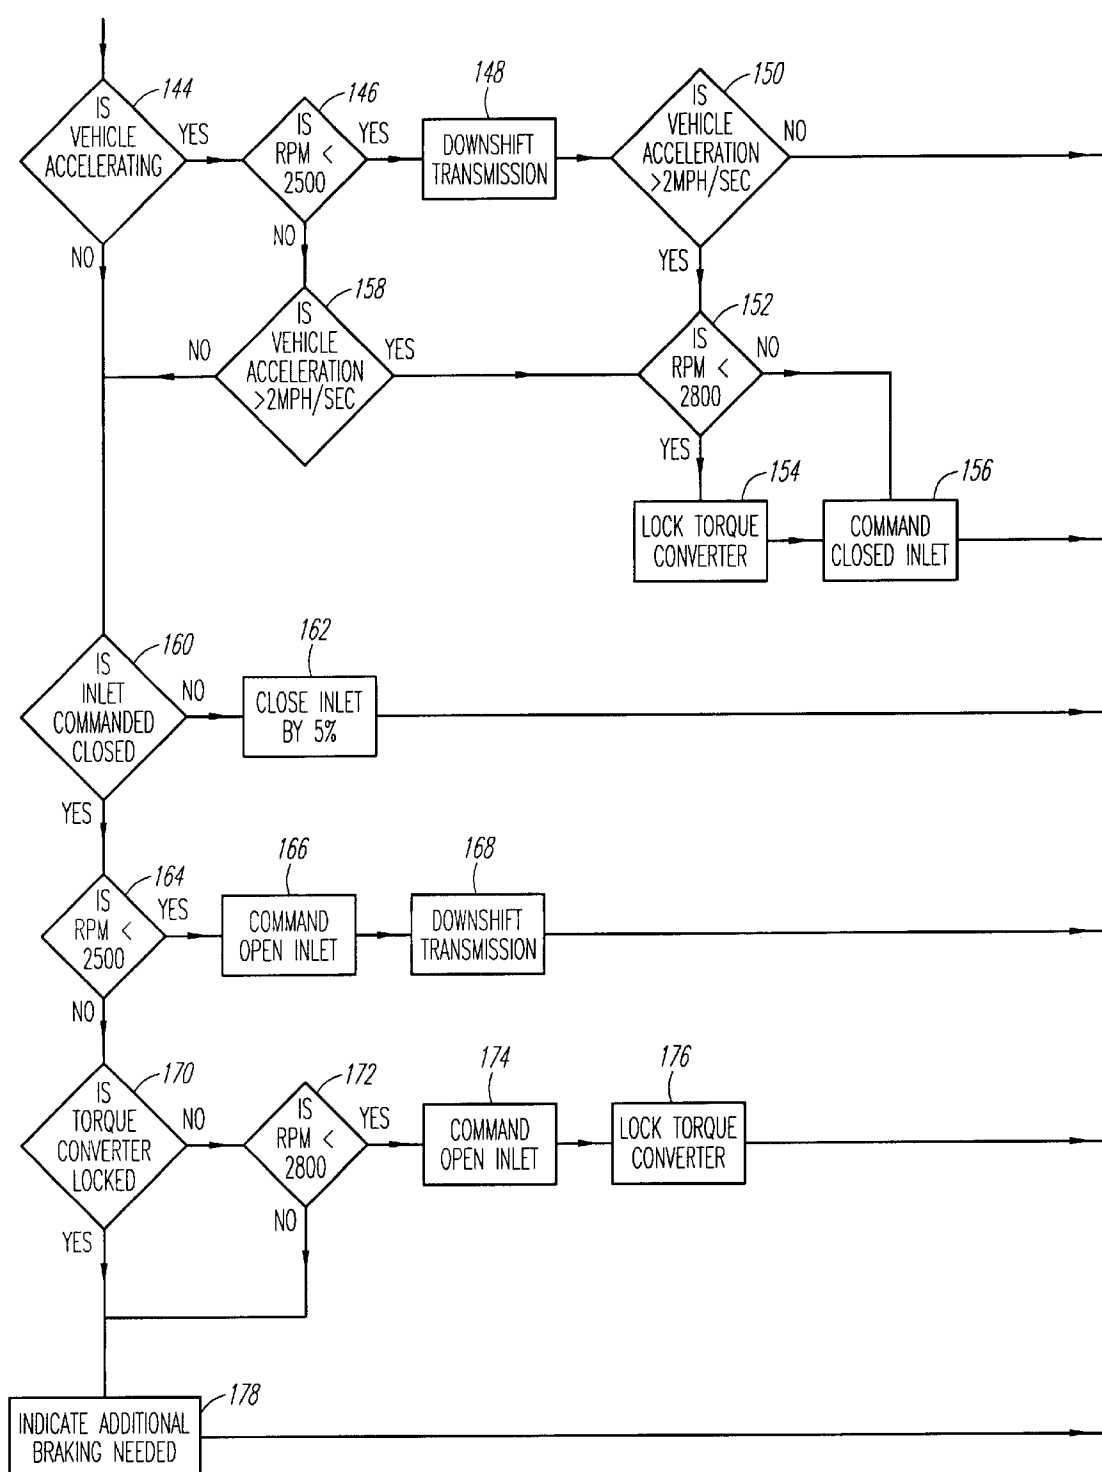 144
IS
VEHICLE
ACCELERATING
YES
NO
146
IS
RPM <
2500
YES
NO
148
DOWNSHIFT
TRANSMISSION
150
IS
VEHICLE
ACCELERATION
>2MPH/SEC
NO
YES
158
IS
VEHICLE
ACCELERATION
>2MPH/SEC
NO
YES
152
IS
RPM <
2800
NO
YES
154
LOCK TORQUE
CONVERTER
156
COMMAND
CLOSED INLET
160
IS
INLET
COMMANDED
CLOSED
NO
YES
162
CLOSE INLET
BY 5%
164
IS
RPM <
2500
YES
NO
166
COMMAND
OPEN INLET
168
DOWNSHIFT
TRANSMISSION
170
IS
TORQUE
CONVERTER
LOCKED
NO
YES
172
IS
RPM <
2800
YES
NO
174
COMMAND
OPEN INLET
176
LOCK TORQUE
CONVERTER
178
INDICATE ADDITIONAL
BRAKING NEEDED